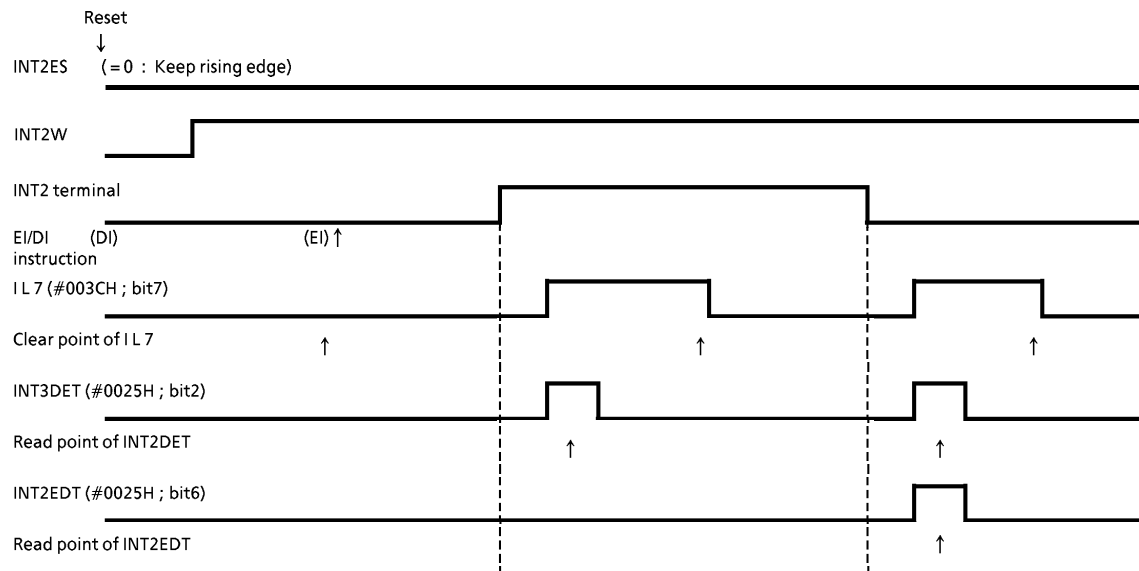 Reset
↓
INT2ES (=0 : Keep rising edge)
INT2W
INT2 terminal
EI/DI (DI) (EI) ↑
instruction
I L 7 (#003CH ; bit7)
Clear point of I L 7 ↑ ↑ ↑
INT3DET (#0025H ; bit2)
Read point of INT2DET ↑ ↑
INT2EDT (#0025H ; bit6)
Read point of INT2EDT ↑